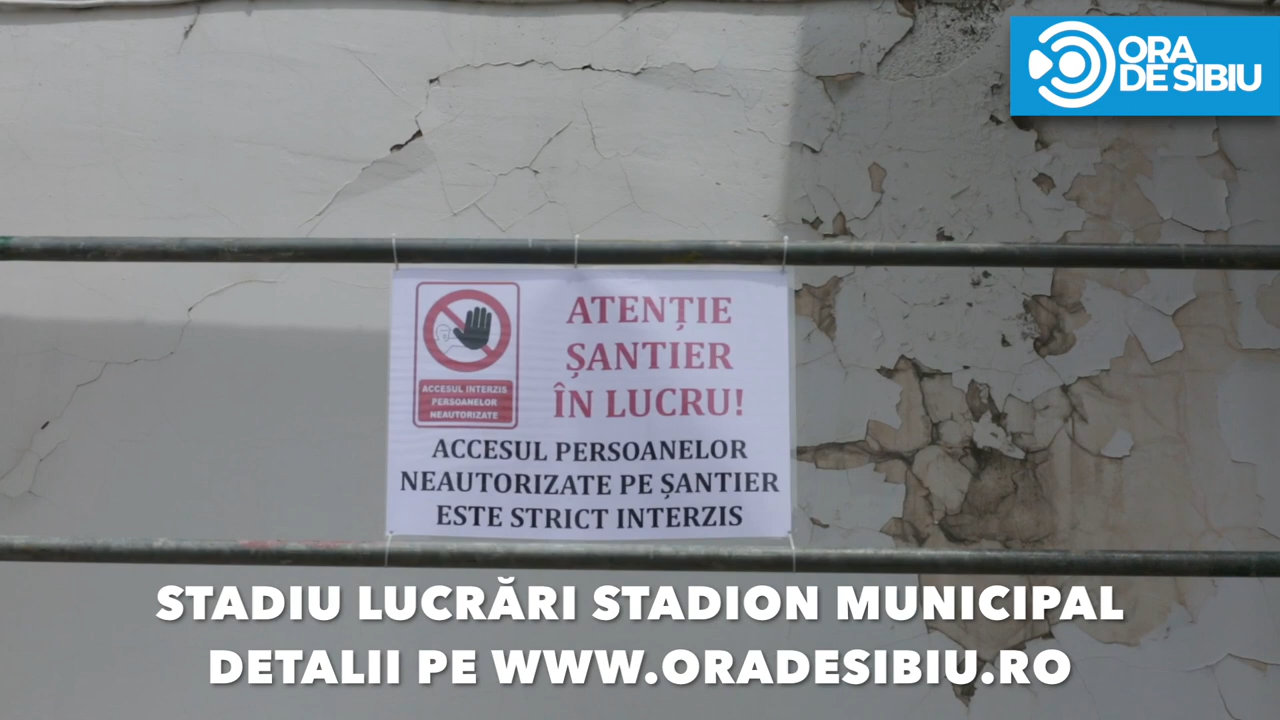 ORA
DE SIBIU
ATENȚIE
ȘANTIER
ÎN LUCRU!
ACCESUL INTERZIS
PERSOANELOR
NEAUTORIZATE
ACCESUL PERSOANELOR
NEAUTORIZATE PE ȘANTIER
ESTE STRICT INTERZIS
STADIU LUCRĂRI STADION MUNICIPAL
DETALII PE WWW.ORADESIBIU.RO